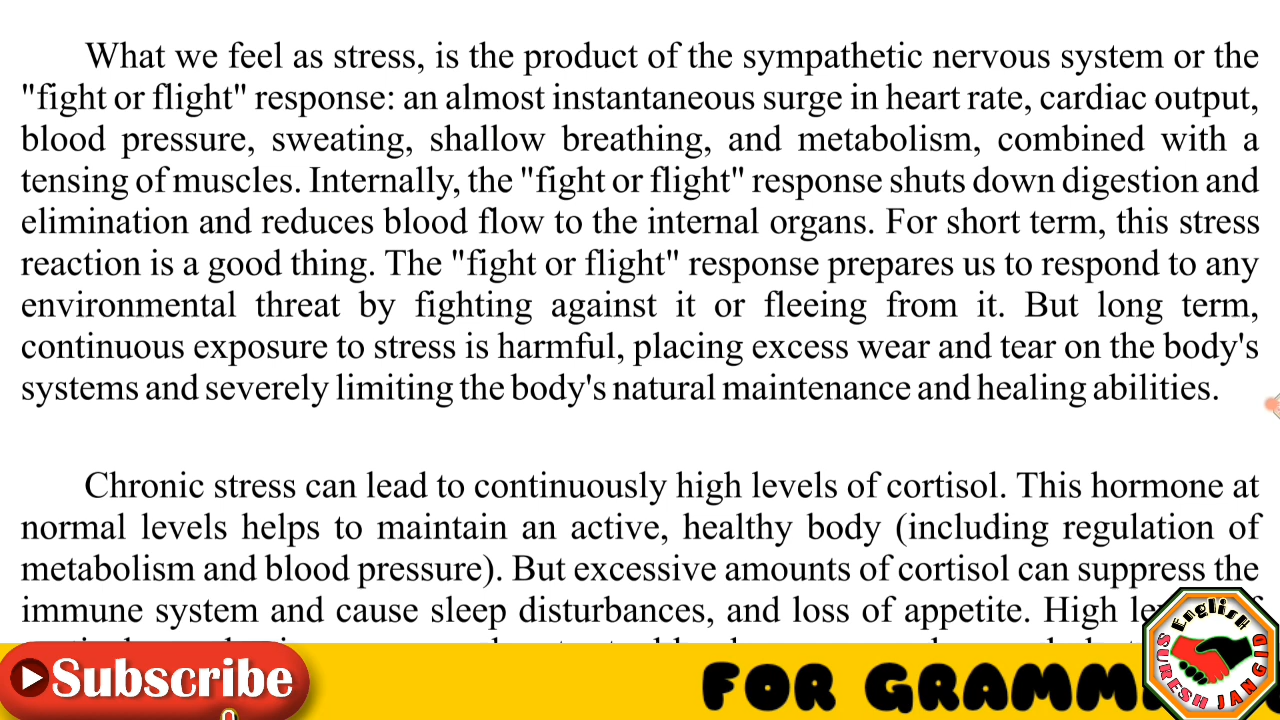 What we feel as stress, is the product of the sympathetic nervous system or the
"fight or flight" response: an almost instantaneous surge in heart rate, cardiac output,
blood pressure, sweating, shallow breathing, and metabolism, combined with a
tensing of muscles. Internally, the "fight or flight" response shuts down digestion and
elimination and reduces blood flow to the internal organs. For short term, this stress
reaction is a good thing. The "fight or flight" response prepares us to respond to any
environmental threat by fighting against it or fleeing from it. But long term,
continuous exposure to stress is harmful, placing excess wear and tear on the body's
systems and severely limiting the body's natural maintenance and healing abilities.
Chronic stress can lead to continuously high levels of cortisol. This hormone at
normal levels helps to maintain an active, healthy body (including regulation of
metabolism and blood pressure). But excessive amounts of cortisol can suppress the
immune system and cause sleep disturbances, and loss of appetite. High
Subscribe
FOR
English
SURESH JANGID